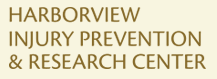 HARBORVIEW
INJURY PREVENTION
& RESEARCH CENTER